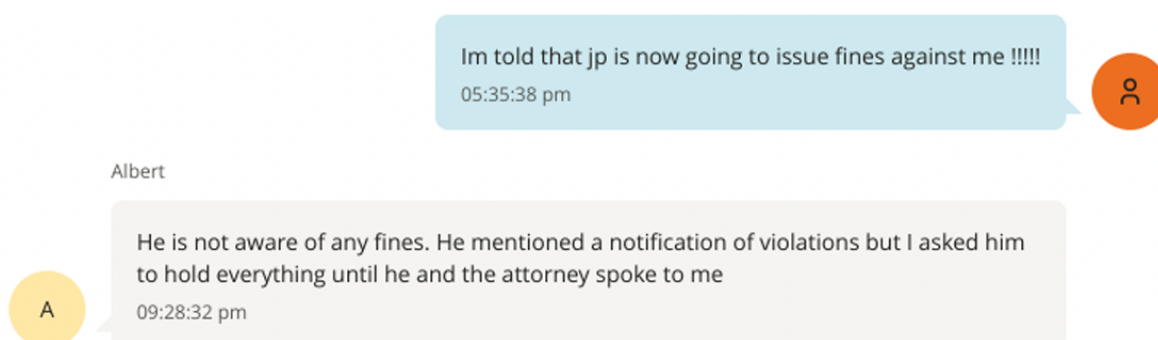 Im told that jp is now going to issue fines against me !!!!!
05:35:38 pm
Albert
He is not aware of any fines. He mentioned a notification of violations but I asked him
to hold everything until he and the attorney spoke to me
A
09:28:32 pm